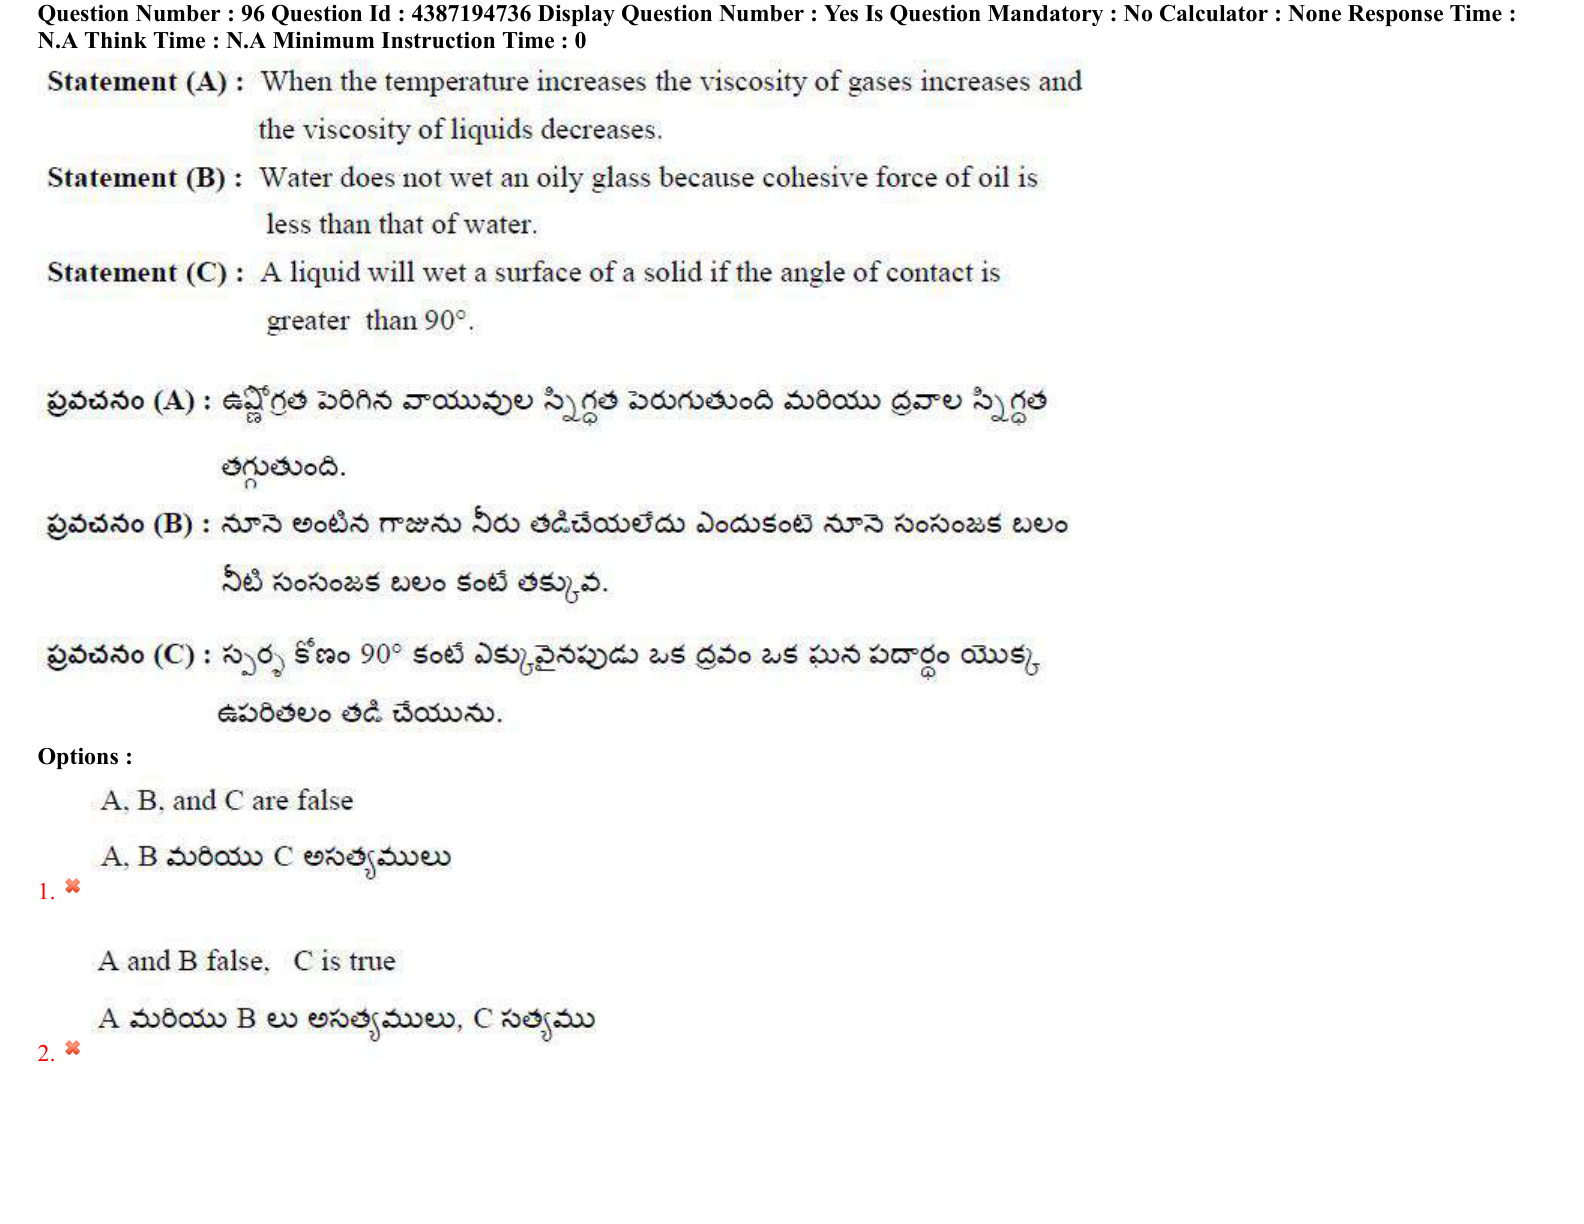 Question Number : 96 Question Id : 4387194736 Display Question Number : Yes Is Question Mandatory : No Calculator : None Response Time :
N.A Think Time : N.A Minimum Instruction Time : 0
Statement (A) : When the temperature increases the viscosity of gases increases and
the viscosity of liquids decreases.
Statement (B) : Water does not wet an oily glass because cohesive force of oil is
less than that of water.
Statement (C) : A liquid will wet a surface of a solid if the angle of contact is
greater than 90°.
ప్రవచనం (A) : ఉష్ణోగ్రత పెరిగిన వాయువుల స్నిగ్ధత పెరుగుతుంది మరియు ద్రవాల స్నిగ్ధత
తగ్గుతుంది.
ప్రవచనం (B) : నూనె అంటిన గాజును నీరు తడిచేయలేదు ఎందుకంటె నూనె సంసంజక బలం
నీటి సంసంజక బలం కంటే తక్కువ.
ప్రవచనం (C) : స్పర్శ కోణం 90° కంటే ఎక్కువైనపుడు ఒక ద్రవం ఒక ఘన పదార్థం యొక్క
ఉపరితలం తడి చేయును.
Options :
A, B, and C are false
A, B మరియు C అసత్యములు
1.
A and B false, C is true
A మరియు B లు అసత్యములు, C సత్యము
2.